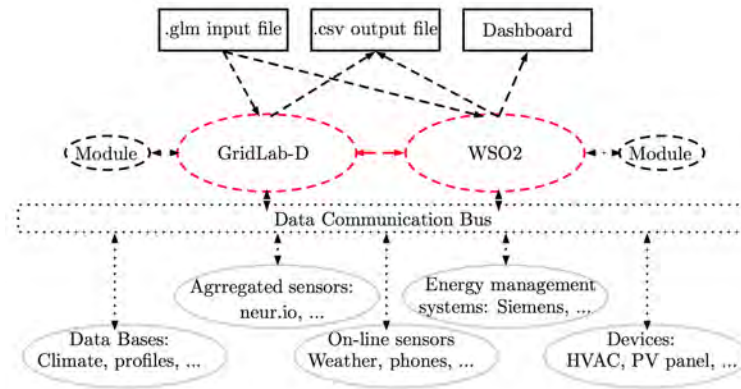 .glm input file
.csv output file
Dashboard
Module
GridLab-D
WSO2
Module
Data Communication Bus
Agrregated sensors:
neur.io, ...
Energy management
systems: Siemens, ...
Data Bases:
Climate, profiles, ...
On-line sensors
Weather, phones, ...
Devices:
HVAC, PV panel, ...